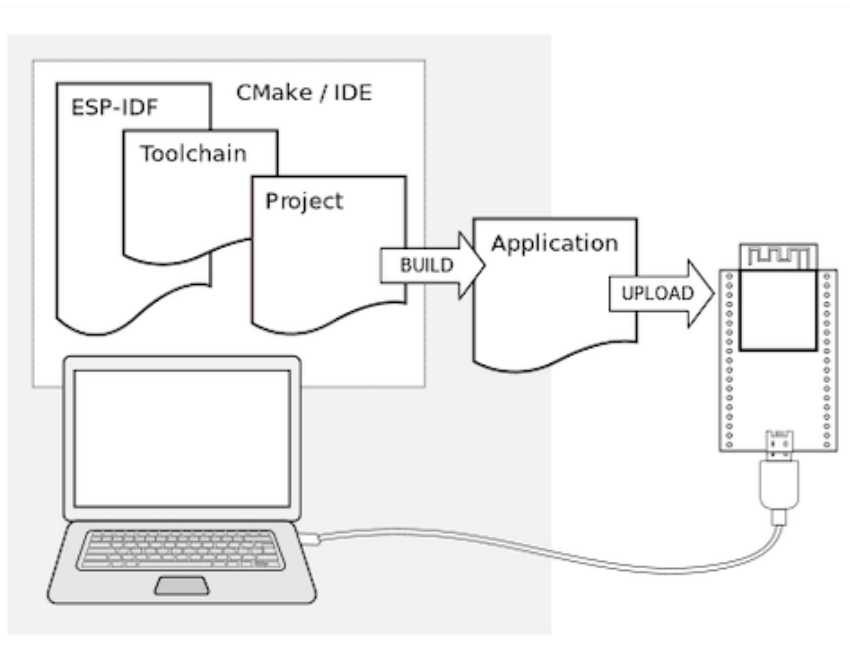 ESP-IDF
CMake / IDE
Toolchain
Project
BUILD
Application
UPLOAD